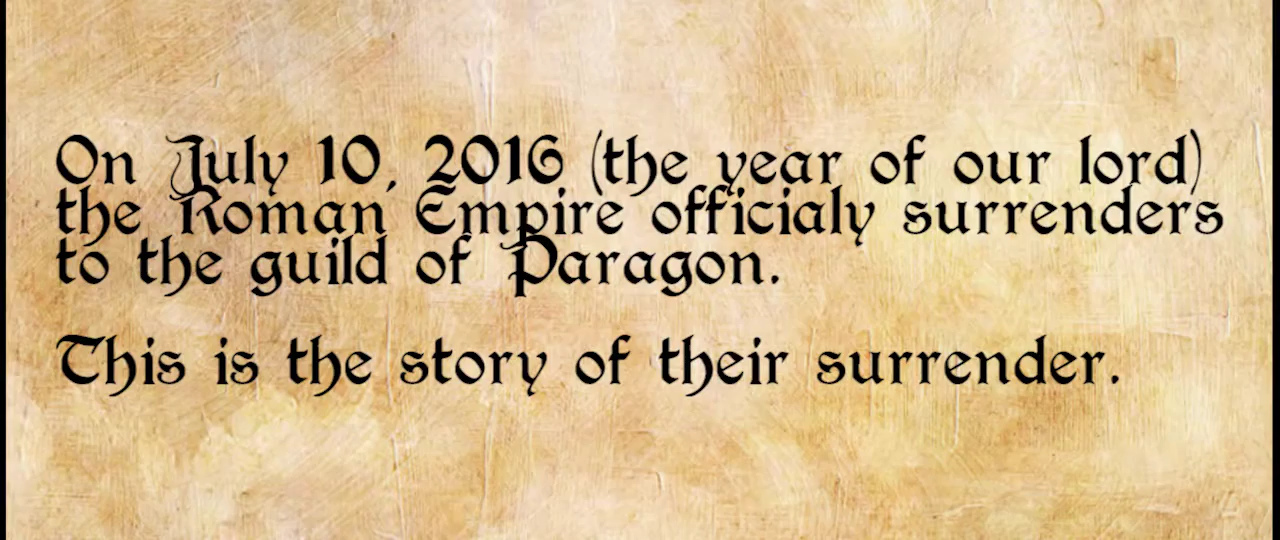 On July 10, 2016 (the year of our lord)
the Roman Empire officialy surrenders
to the guild of Paragon.
This is the story of their surrender.